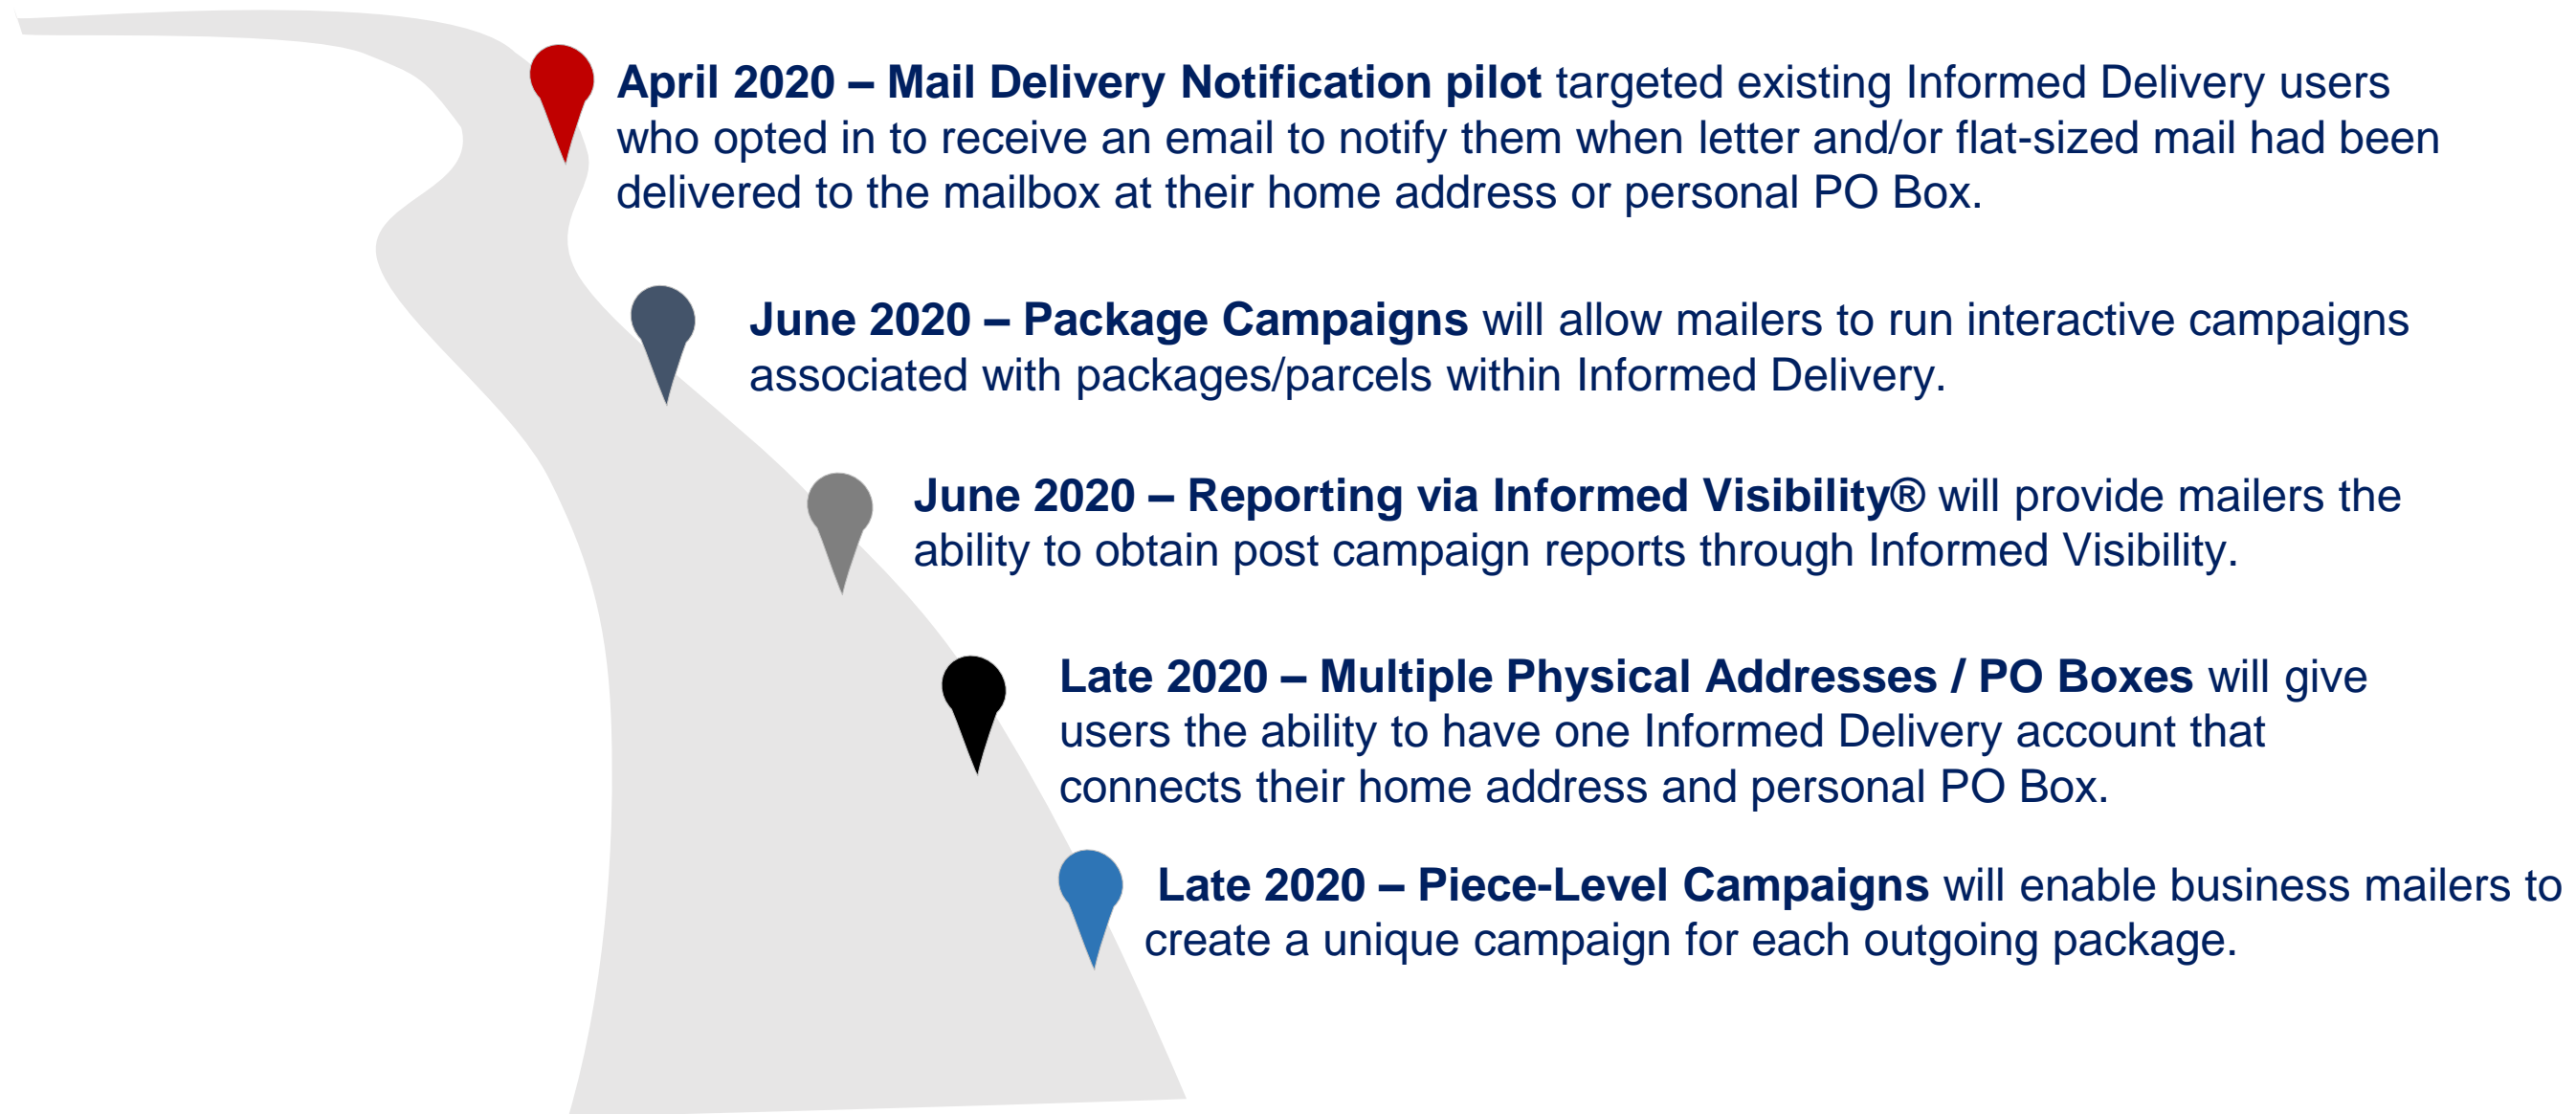 April 2020 – Mail Delivery Notification pilot targeted existing Informed Delivery users
who opted in to receive an email to notify them when letter and/or flat-sized mail had been
delivered to the mailbox at their home address or personal PO Box.
June 2020 – Package Campaigns will allow mailers to run interactive campaigns
associated with packages/parcels within Informed Delivery.
June 2020 – Reporting via Informed Visibility® will provide mailers the
ability to obtain post campaign reports through Informed Visibility.
Late 2020 – Multiple Physical Addresses / PO Boxes will give
users the ability to have one Informed Delivery account that
connects their home address and personal PO Box.
Late 2020 – Piece-Level Campaigns will enable business mailers to
create a unique campaign for each outgoing package.